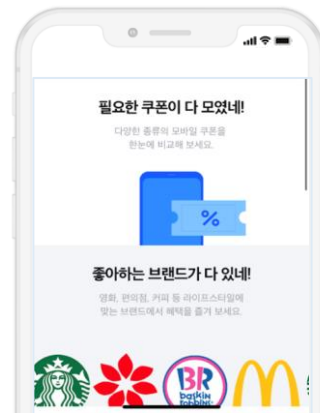 필요한 쿠폰이 다 모였네!
다양한 종류의 모바일 쿠폰을
한눈에 비교해 보세요.
%
좋아하는 브랜드가 다 있네!
영화, 편의점, 커피 등 라이프스타일에
맞는 브랜드에서 혜택을 즐겨 보세요.
BR
baskin
robbins